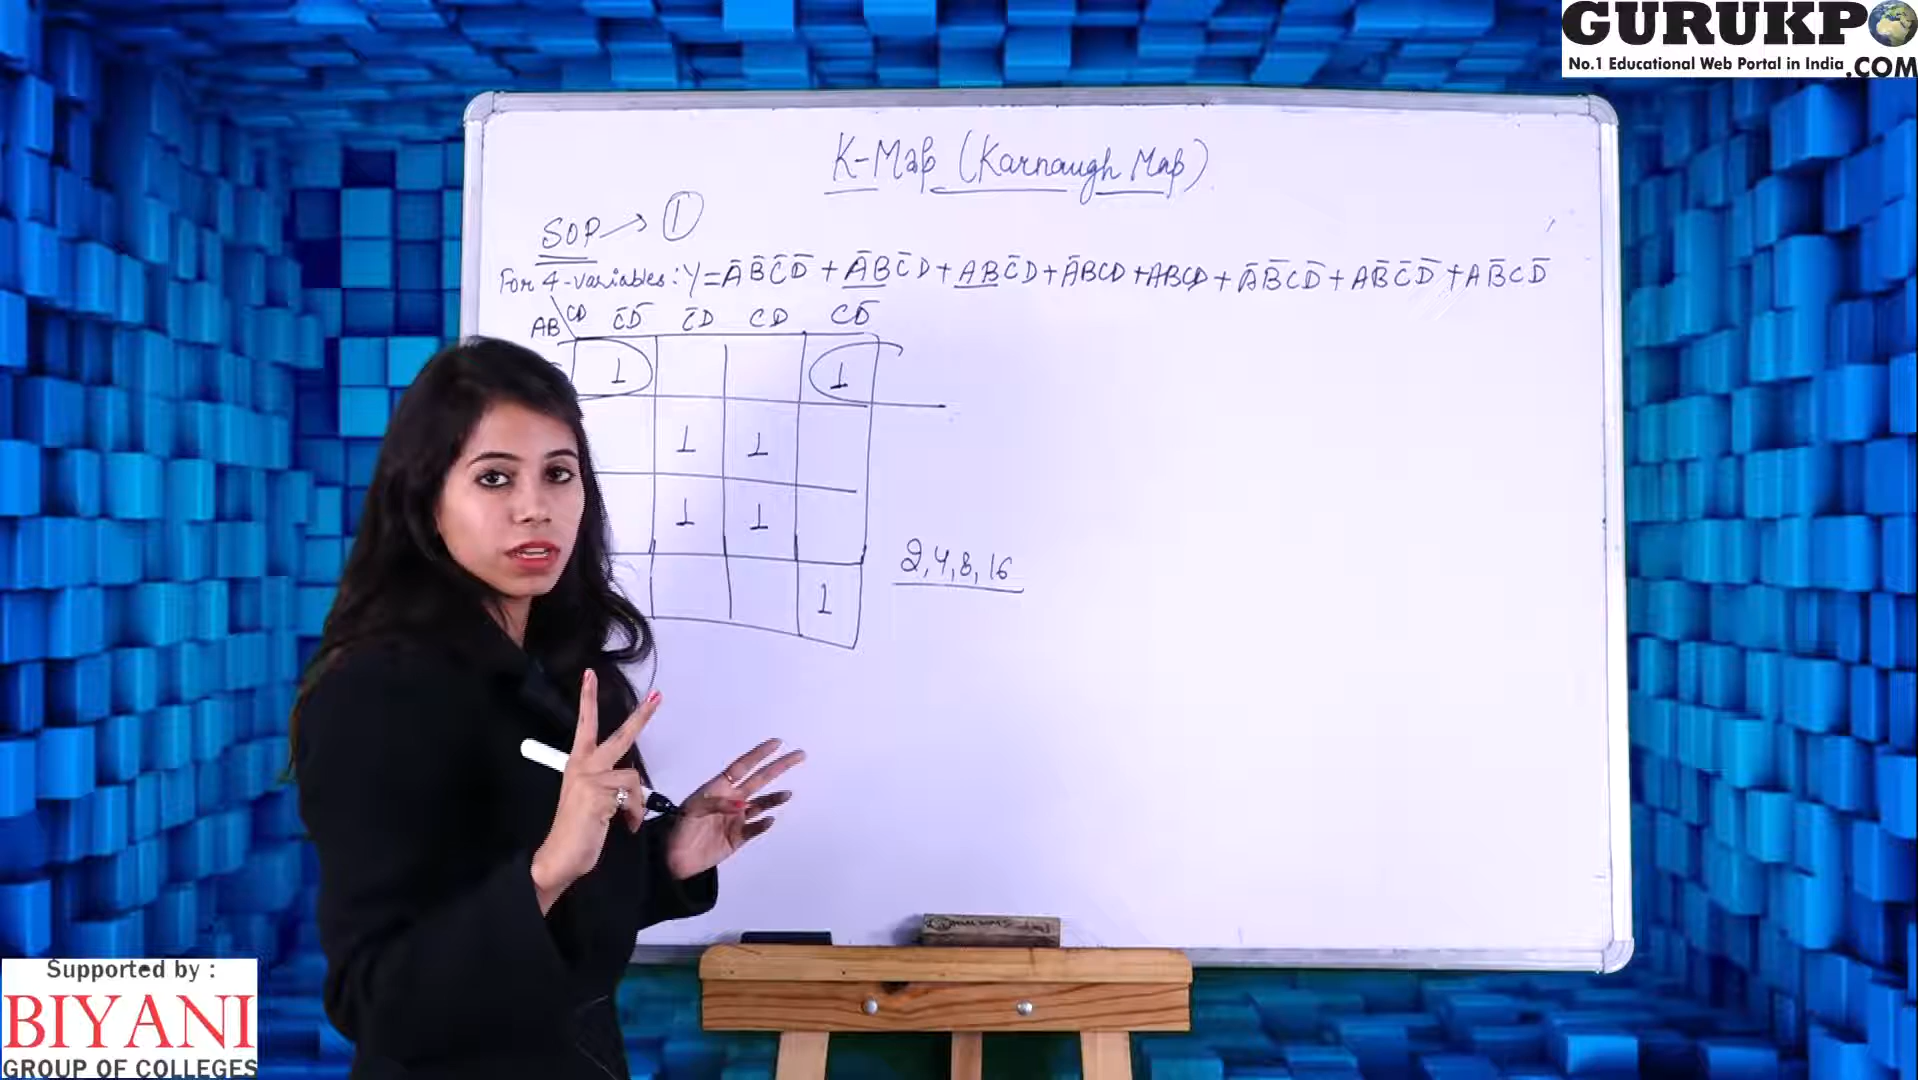 GURUKPO
No.1 Educational Web Portal in India .COM
K-Map (Karnaugh Map)
SOP → 1
For 4-variables: Y = A̅B̅C̅D̅ + A̅BC̅D + ABC̅D + A̅BCD + ABCD + A̅B̅CD̅ + AB̅C̅D̅ + AB̅CD̅
AB \ CD C̅D̅ C̅D CD CD̅
1 1
1 1
1 1
1
2, 4, 8, 16
Supported by :
BIYANI
GROUP OF COLLEGES